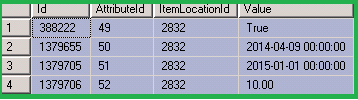 Id AttributeId ItemLocationId Value
1 388222 49 2832 True
2 1379655 50 2832 2014-04-09 00:00:00
3 1379705 51 2832 2015-01-01 00:00:00
4 1379706 52 2832 10.00